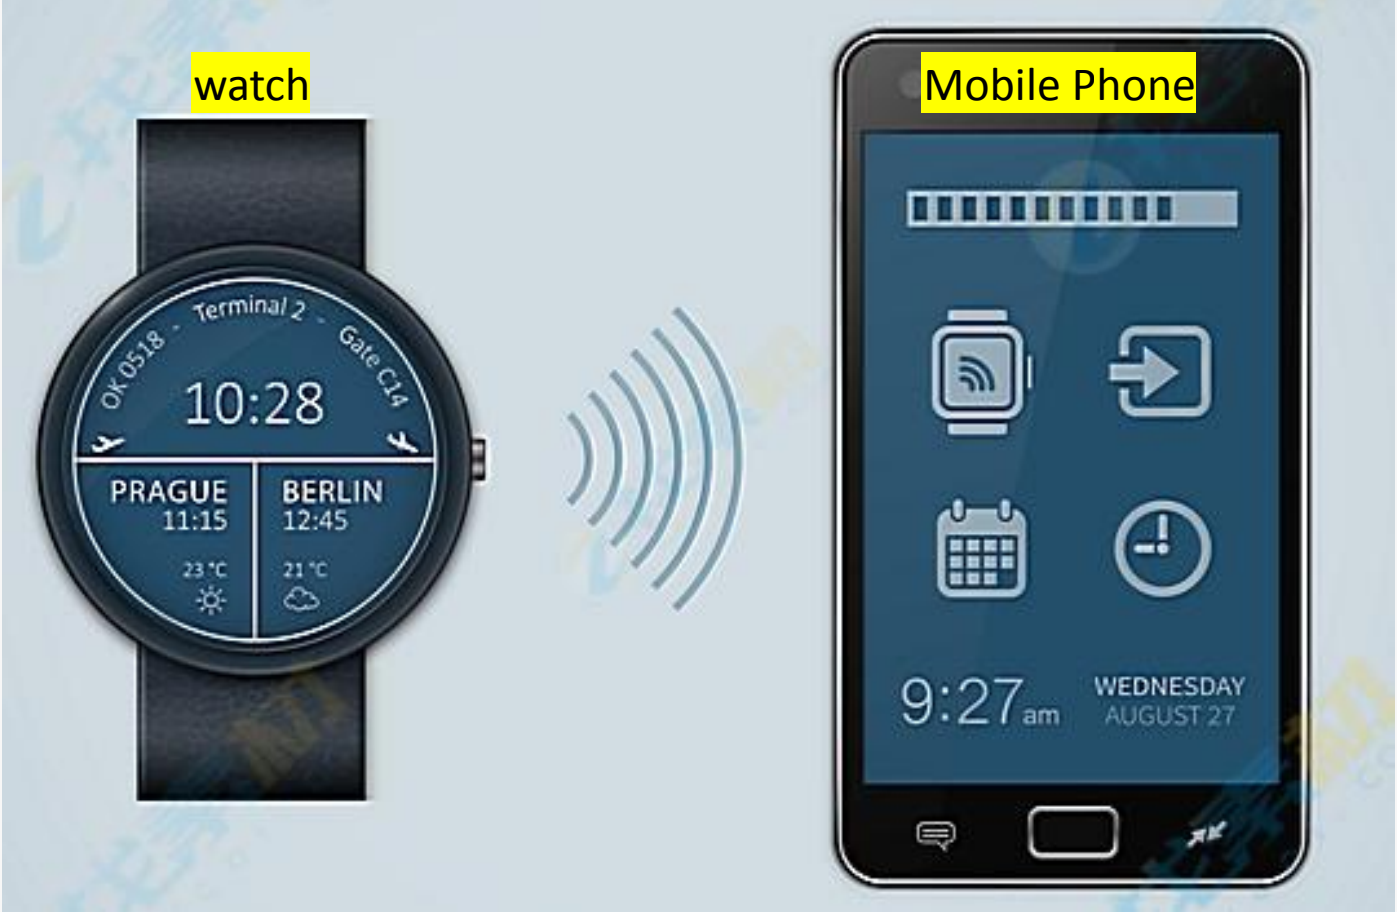 watch
Mobile Phone
OK 0518 - Terminal 2 - Gate C14
10:28
PRAGUE
11:15
23 °C
BERLIN
12:45
21 °C
9:27am
WEDNESDAY
AUGUST 27